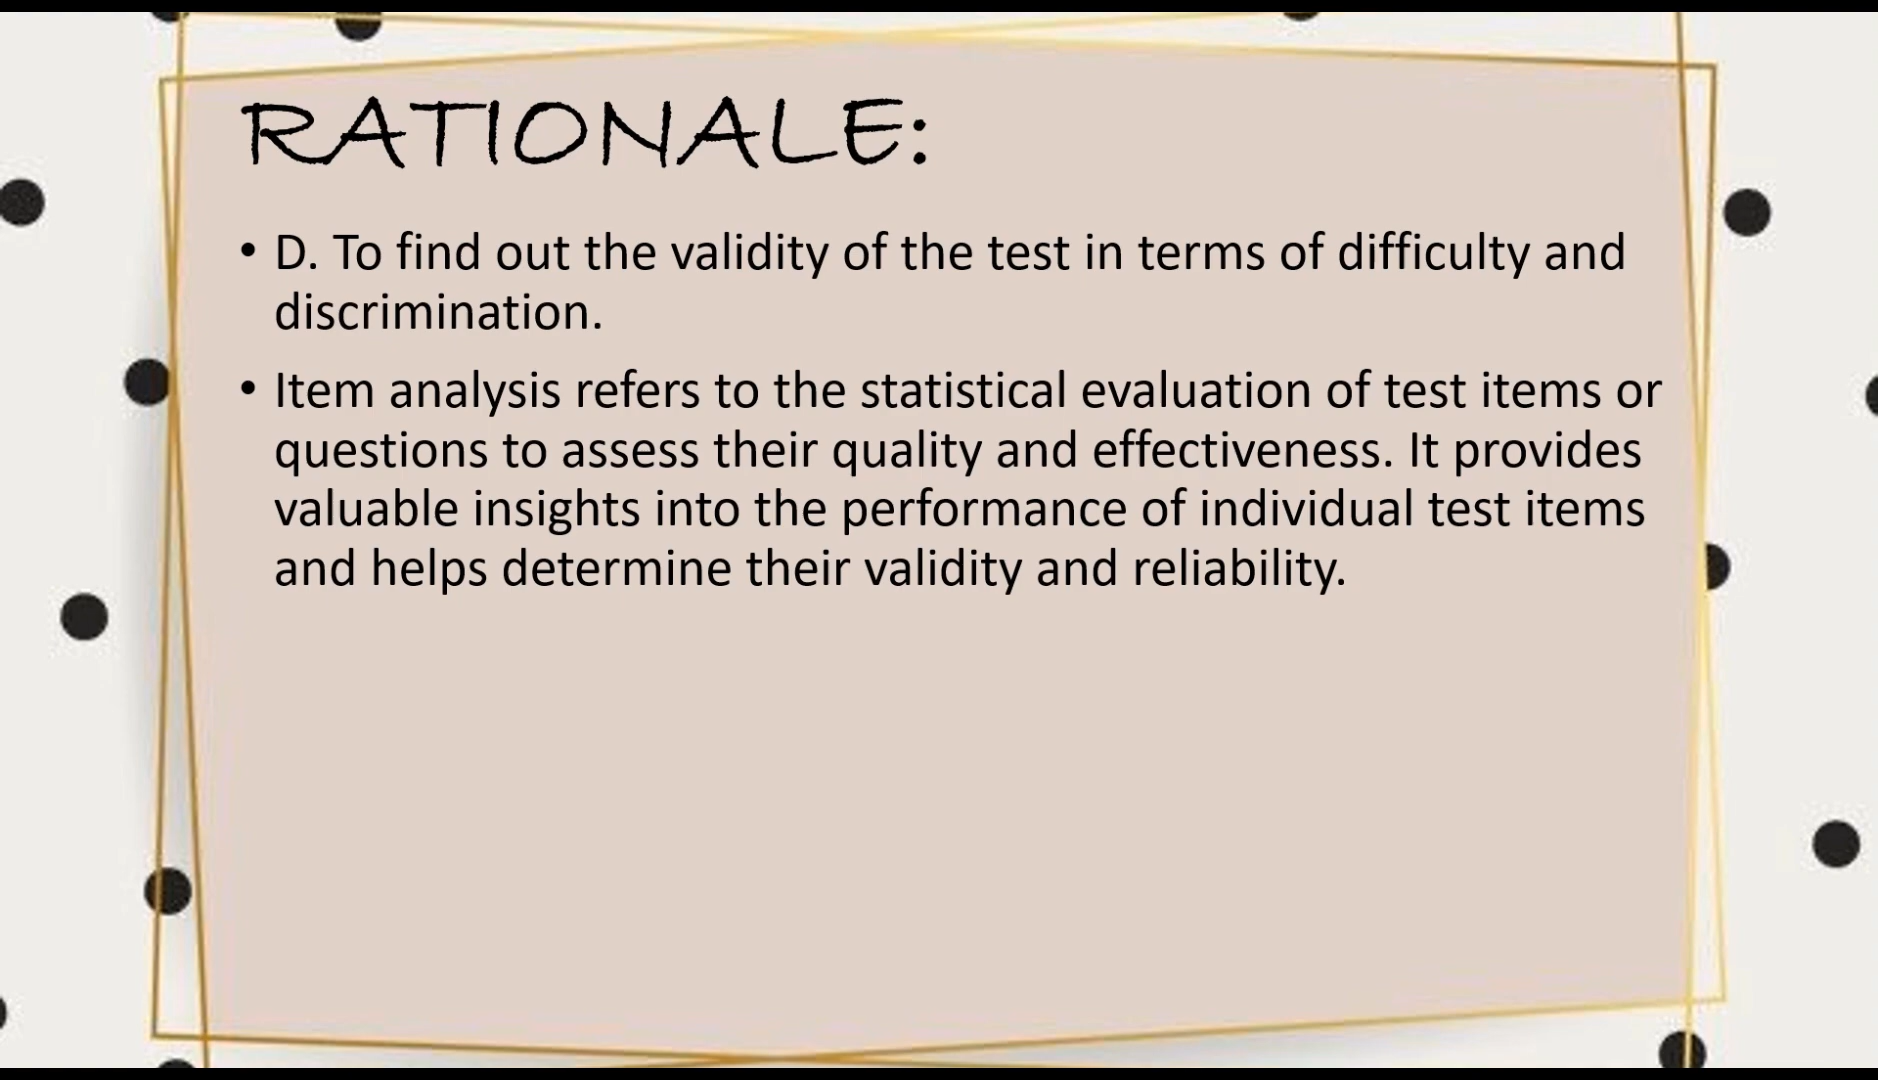 RATIONALE:
• D. To find out the validity of the test in terms of difficulty and
discrimination.
• Item analysis refers to the statistical evaluation of test items or
questions to assess their quality and effectiveness. It provides
valuable insights into the performance of individual test items
and helps determine their validity and reliability.